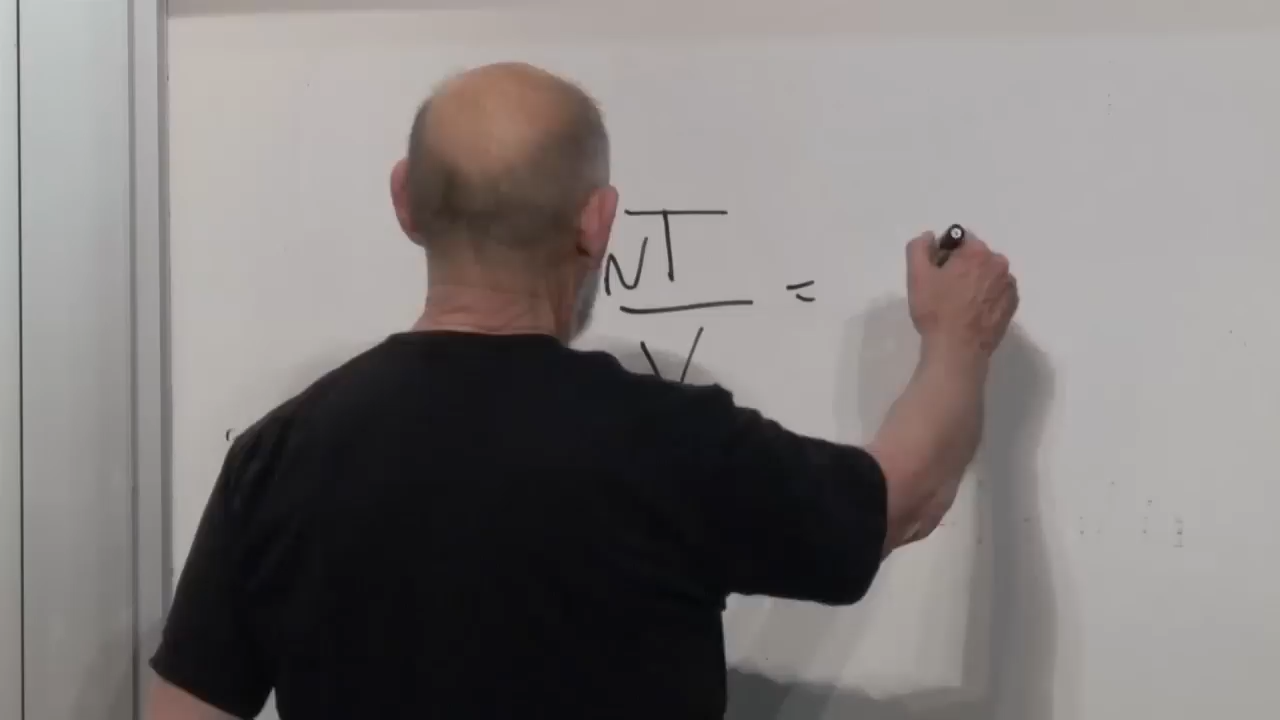 NT
V
=